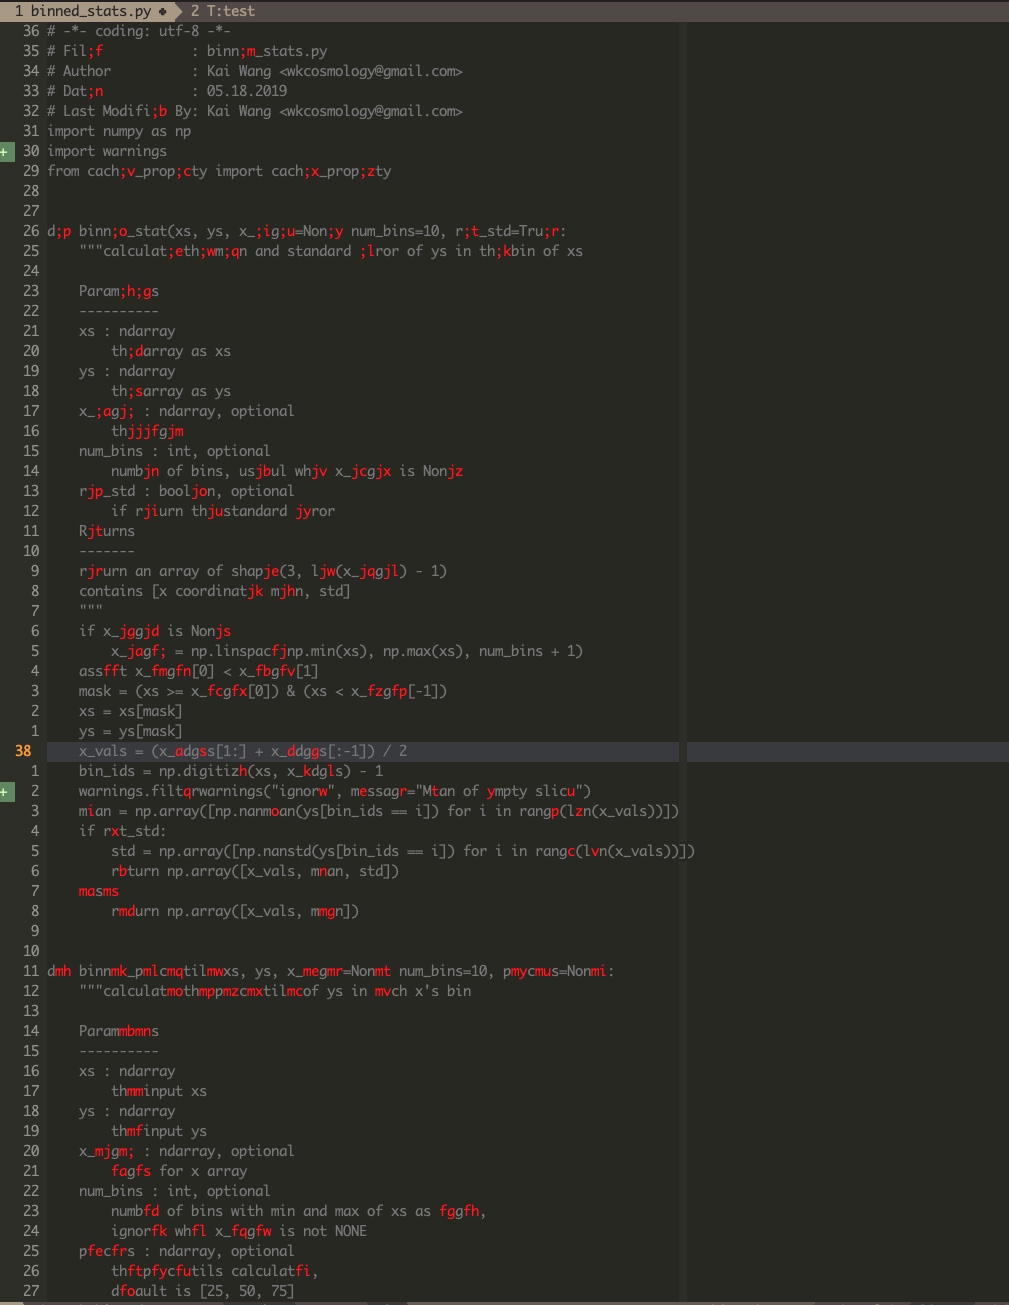 1 binned_stats.py ● 2 T:test
36 # -*- coding: utf-8 -*-
35 # Fil;f : binn;m_stats.py
34 # Author : Kai Wang <wkcosmology@gmail.com>
33 # Dat;n : 05.18.2019
32 # Last Modifi;b By: Kai Wang <wkcosmology@gmail.com>
31 import numpy as np
+ 30 import warnings
29 from cach;v_prop;cty import cach;x_prop;zty
28
27
26 d;p binn;o_stat(xs, ys, x_;ig;u=Non;y num_bins=10, r;t_std=Tru;r:
25 """calculat;eth;wm;qn and standard ;lror of ys in th;kbin of xs
24
23 Param;h;gs
22 ----------
21 xs : ndarray
20 th;darray as xs
19 ys : ndarray
18 th;sarray as ys
17 x_;agj; : ndarray, optional
16 thjjjfgjm
15 num_bins : int, optional
14 numbjn of bins, usjbul whjv x_jcgjx is Nonjz
13 rjp_std : booljon, optional
12 if rjiurn thjustandard jyror
11 Rjturns
10 -------
9 rjrurn an array of shapje(3, ljw(x_jqgjl) - 1)
8 contains [x coordinatjk mjhn, std]
7 """
6 if x_jggjd is Nonjs
5 x_jagf; = np.linspacfjnp.min(xs), np.max(xs), num_bins + 1)
4 assfft x_fmgfn[0] < x_fbgfv[1]
3 mask = (xs >= x_fcgfx[0]) & (xs < x_fzgfp[-1])
2 xs = xs[mask]
1 ys = ys[mask]
38 x_vals = (x_adgss[1:] + x_ddggs[:-1]) / 2
1 bin_ids = np.digitizh(xs, x_kdgls) - 1
+ 2 warnings.filtqrwarnings("ignorw", messagr="Mtan of ympty slicu")
3 mian = np.array([np.nanmoan(ys[bin_ids == i]) for i in rangp(lzn(x_vals))])
4 if rxt_std:
5 std = np.array([np.nanstd(ys[bin_ids == i]) for i in rangc(lvn(x_vals))])
6 rbturn np.array([x_vals, mnan, std])
7 masms
8 rmdurn np.array([x_vals, mmgn])
9
10
11 dmh binnmk_pmlcmqtilmwxs, ys, x_megmr=Nonmt num_bins=10, pmycmus=Nonmi:
12 """calculatmothmppmzcmxtilmcof ys in mvch x's bin
13
14 Parammbmns
15 ----------
16 xs : ndarray
17 thmminput xs
18 ys : ndarray
19 thmfinput ys
20 x_mjgm; : ndarray, optional
21 fagfs for x array
22 num_bins : int, optional
23 numbfd of bins with min and max of xs as fggfh,
24 ignorfk whfl x_fqgfw is not NONE
25 pfecfrs : ndarray, optional
26 thftpfycfutils calculatfi,
27 dfoault is [25, 50, 75]